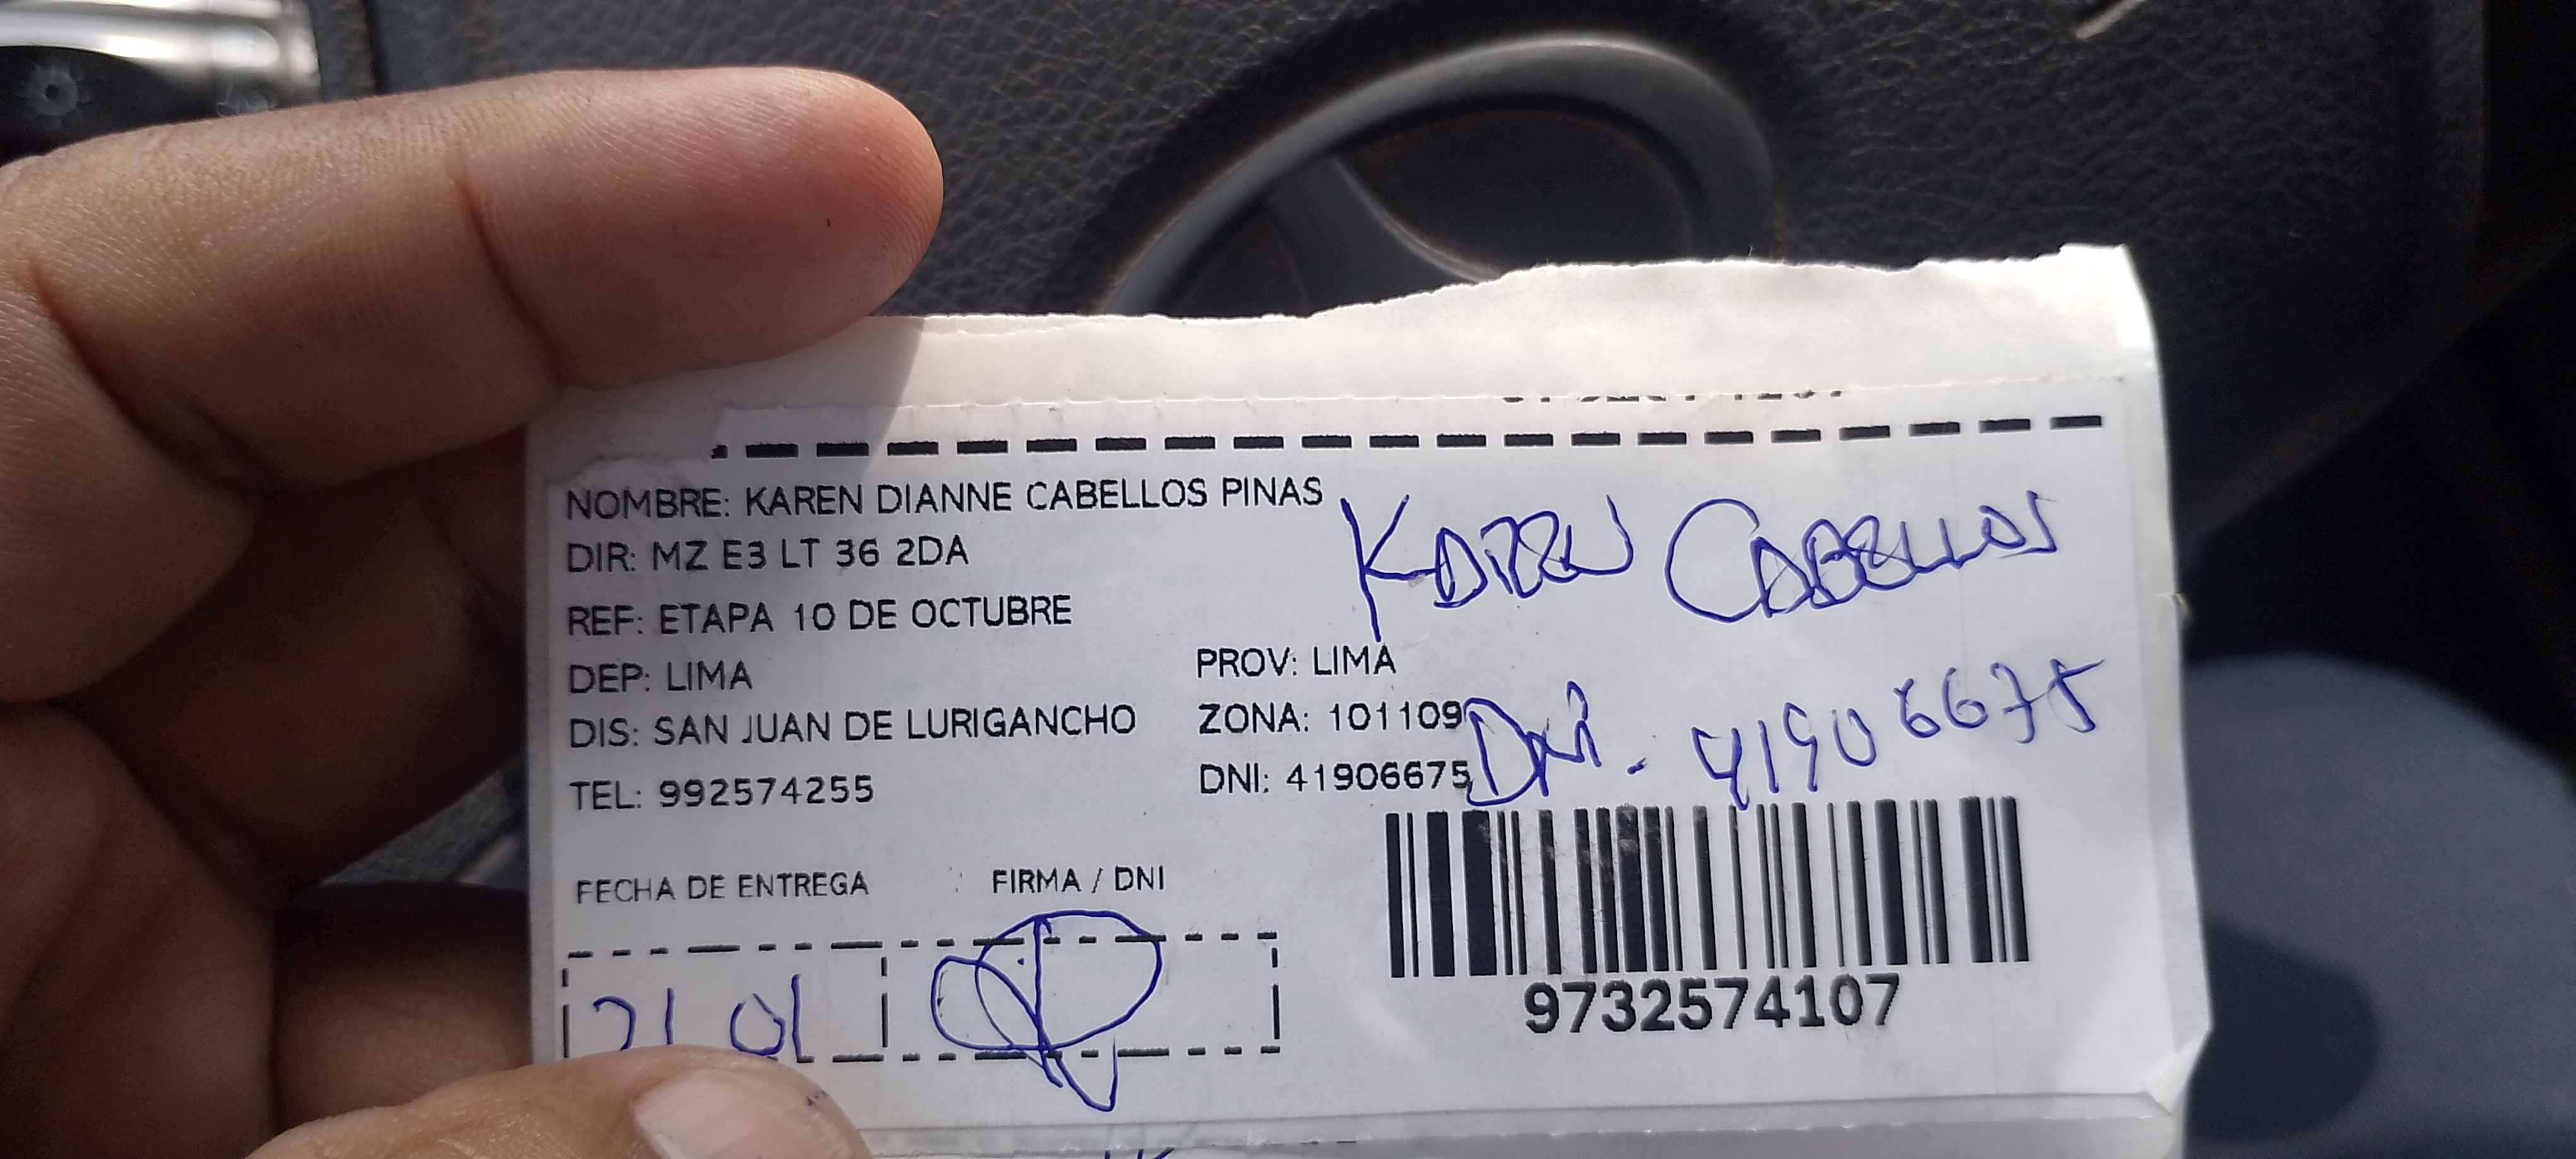 NOMBRE: KAREN DIANNE CABELLOS PINAS
KAREN CABELLOS
DIR: MZ E3 LT 36 2DA
REF: ETAPA 10 DE OCTUBRE
DEP: LIMA
PROV: LIMA
DIS: SAN JUAN DE LURIGANCHO
ZONA: 101109
DNI. 41906675
TEL: 992574255
DNI: 41906675
FECHA DE ENTREGA
FIRMA / DNI
21 01
9732574107